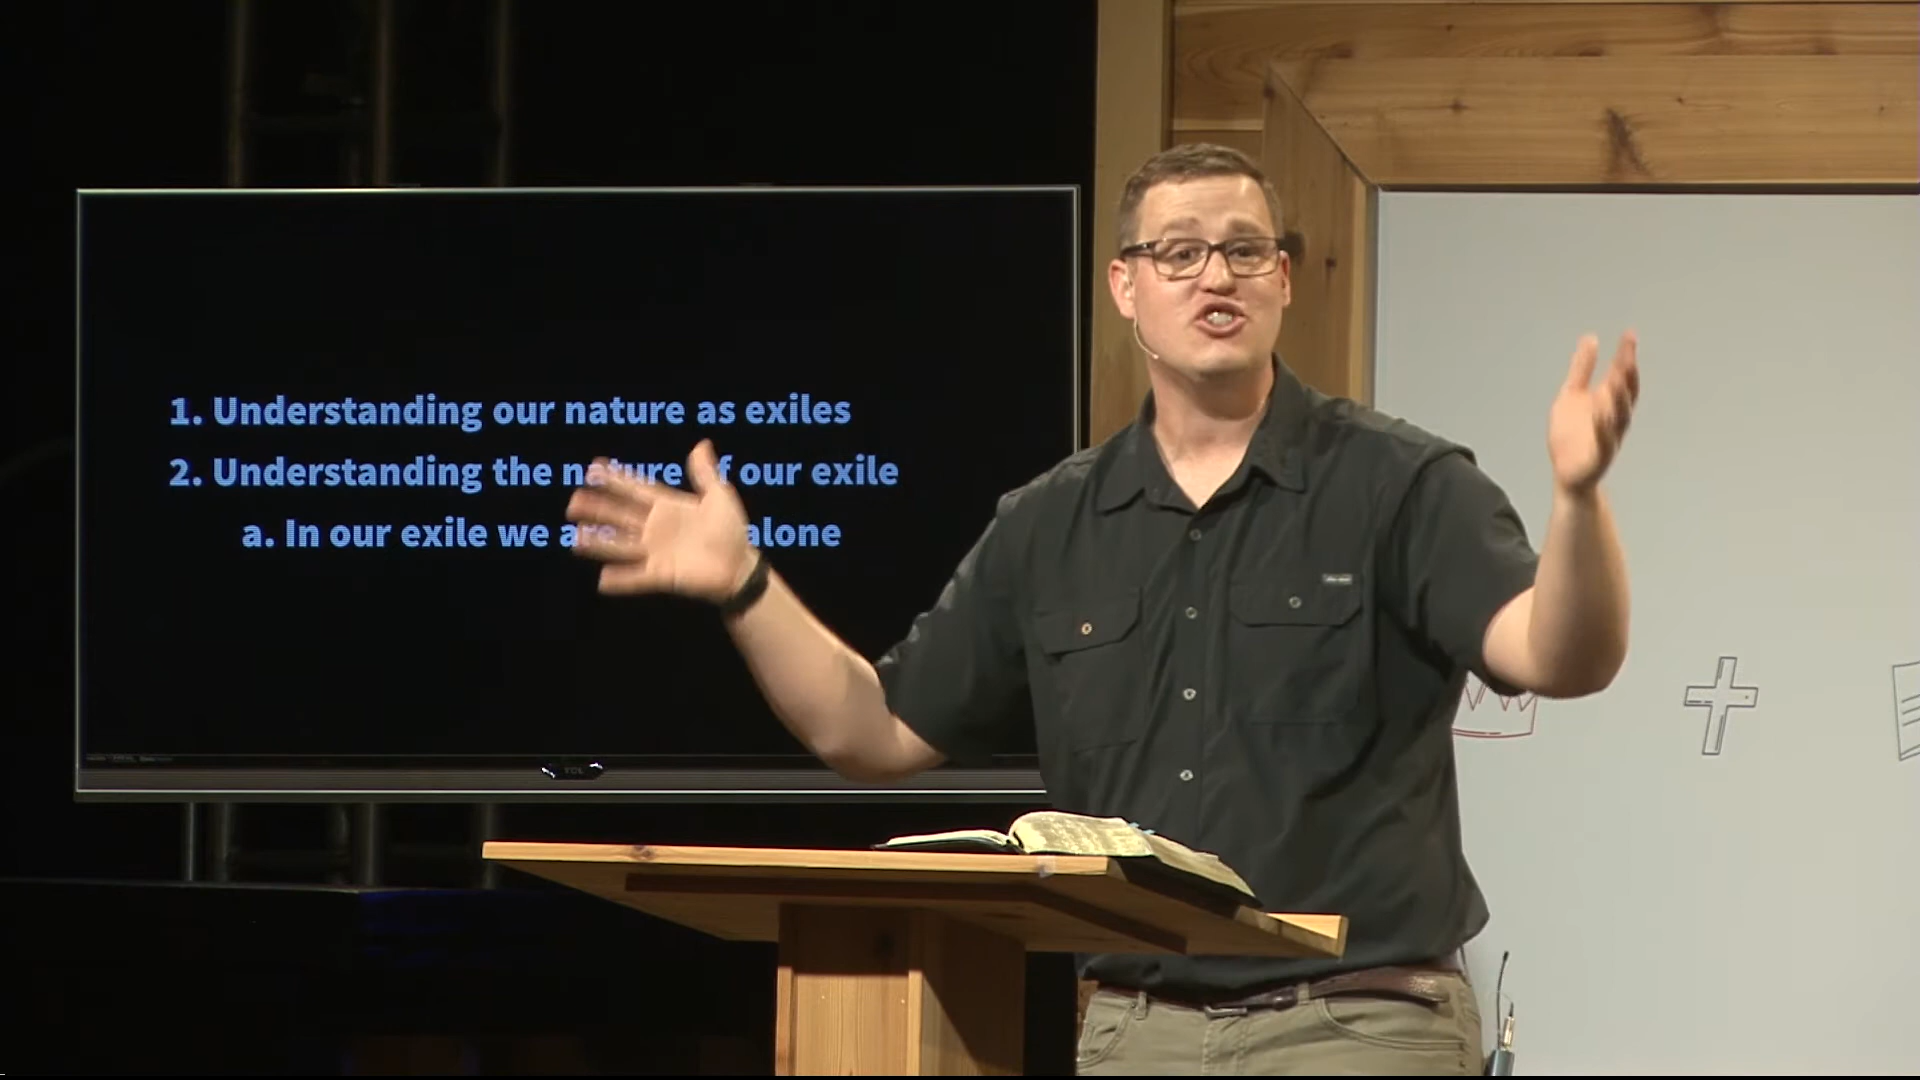 1. Understanding our nature as exiles
2. Understanding the nature of our exile
a. In our exile we are alone
TCL